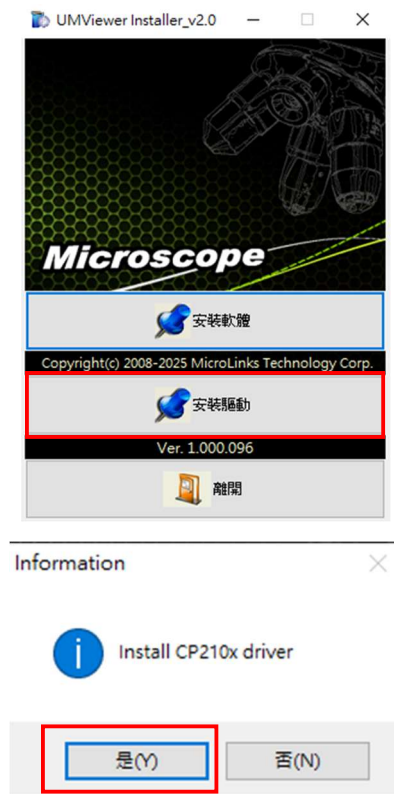 UMViewer Installer_v2.0
Microscope
安裝軟體
Copyright(c) 2008-2025 MicroLinks Technology Corp.
安裝驅動
Ver. 1.000.096
離開
Information
Install CP210x driver
是(Y)
否(N)